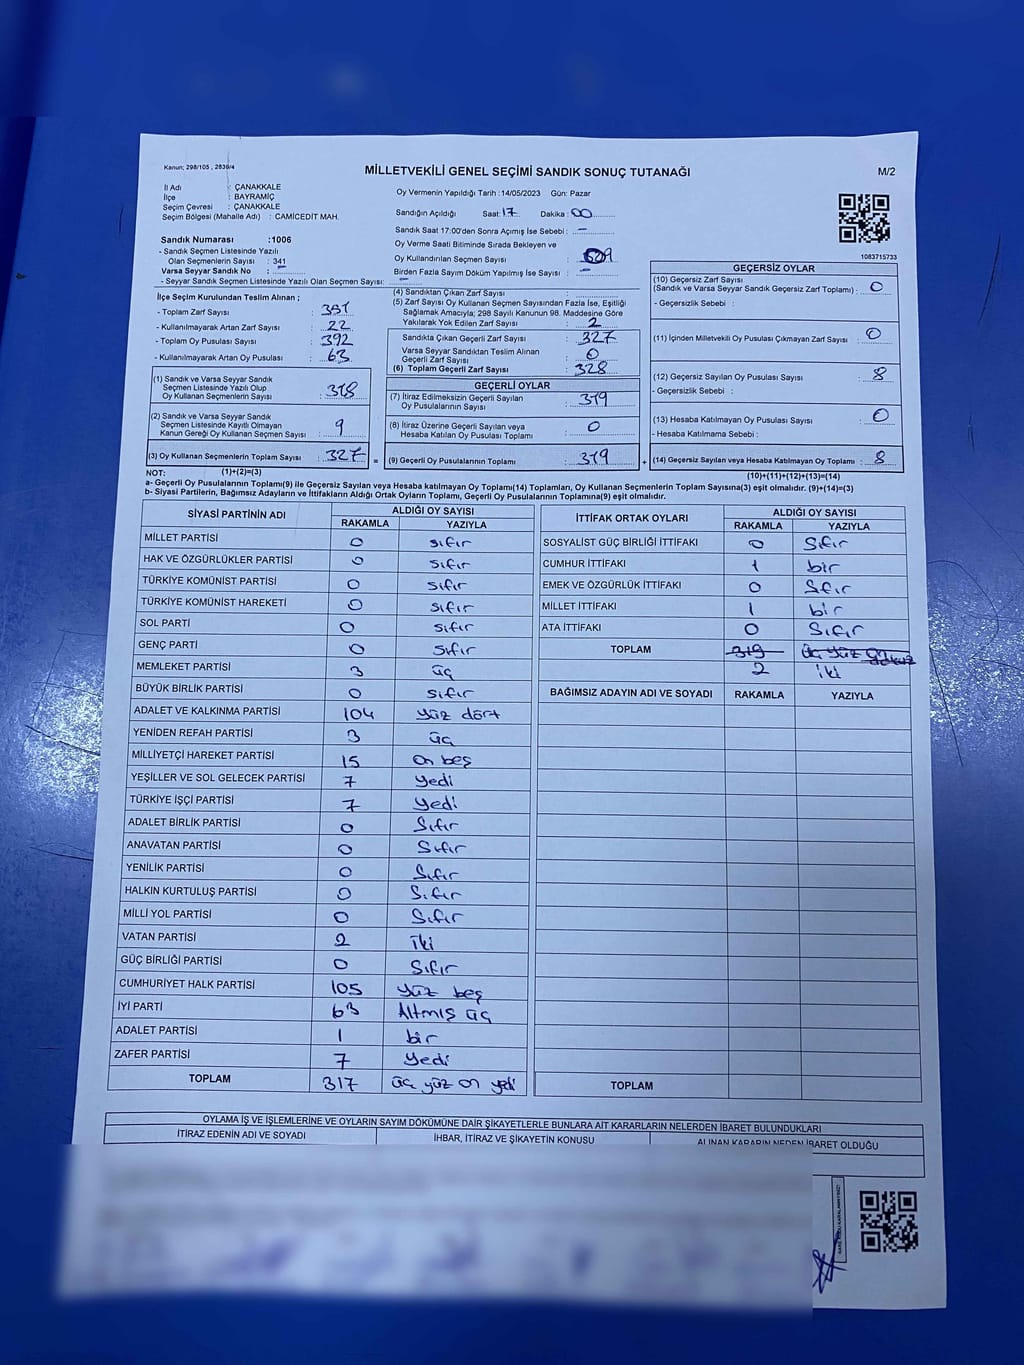 Kanun; 298/105 , 2839/4
MİLLETVEKİLİ GENEL SEÇİMİ SANDIK SONUÇ TUTANAĞI
M/2
İl Adı : ÇANAKKALE
İlçe : BAYRAMİÇ
Seçim Çevresi : ÇANAKKALE
Seçim Bölgesi (Mahalle Adı) : CAMİCEDİT MAH.
Oy Vermenin Yapıldığı Tarih : 14/05/2023 Gün: Pazar
Sandığın Açıldığı Saat: 17 Dakika : 00
Sandık Saat 17:00'den Sonra Açımış İse Sebebi : -
Oy Verme Saati Bitiminde Sırada Bekleyen ve
Oy Kullandırılan Seçmen Sayısı :
Birden Fazla Sayım Döküm Yapılmış İse Sayısı : -
1083715733
Sandık Numarası :1006
- Sandık Seçmen Listesinde Yazılı
Olan Seçmenlerin Sayısı : 341
Varsa Seyyar Sandık No : -
- Seyyar Sandık Seçmen Listesinde Yazılı Olan Seçmen Sayısı: -
İlçe Seçim Kurulundan Teslim Alınan ;
- Toplam Zarf Sayısı :
- Kullanılmayarak Artan Zarf Sayısı : 22
- Toplam Oy Pusulası Sayısı : 392
- Kullanılmayarak Artan Oy Pusulası : 63
(1) Sandık ve Varsa Seyyar Sandık
Seçmen Listesinde Yazılı Olup
Oy Kullanan Seçmenlerin Sayısı : 318
(2) Sandık ve Varsa Seyyar Sandık
Seçmen Listesinde Kayıtlı Olmayan
Kanun Gereği Oy Kullanan Seçmen Sayısı : 9
(3) Oy Kullanan Seçmenlerin Toplam Sayısı : 327
(1)+(2)=(3)
(4) Sandıktan Çıkan Zarf Sayısı :
(5) Zarf Sayısı Oy Kullanan Seçmen Sayısından Fazla İse, Eşitliği
Sağlamak Amacıyla; 298 Sayılı Kanunun 98. Maddesine Göre
Yakılarak Yok Edilen Zarf Sayısı : 2
Sandıkta Çıkan Geçerli Zarf Sayısı : 327
Varsa Seyyar Sandıktan Teslim Alınan
Geçerli Zarf Sayısı : 0
(6) Toplam Geçerli Zarf Sayısı : 328
GEÇERLİ OYLAR
(7) İtiraz Edilmeksizin Geçerli Sayılan
Oy Pusulalarının Sayısı : 319
(8) İtiraz Üzerine Geçerli Sayılan veya
Hesaba Katılan Oy Pusulası Toplamı : 0
= (9) Geçerli Oy Pusulalarının Toplamı : 319
GEÇERSİZ OYLAR
(10) Geçersiz Zarf Sayısı
(Sandık ve Varsa Seyyar Sandık Geçersiz Zarf Toplamı) : 0
- Geçersizlik Sebebi :
(11) İçinden Milletvekili Oy Pusulası Çıkmayan Zarf Sayısı : 0
(12) Geçersiz Sayılan Oy Pusulası Sayısı : 8
- Geçersizlik Sebebi :
(13) Hesaba Katılmayan Oy Pusulası Sayısı : 0
- Hesaba Katılmama Sebebi :
+ (14) Geçersiz Sayılan veya Hesaba Katılmayan Oy Toplamı : 8
(10)+(11)+(12)+(13)=(14)
NOT:
a- Geçerli Oy Pusulalarının Toplamı(9) ile Geçersiz Sayılan veya Hesaba katılmayan Oy Toplamı(14) Toplamları, Oy Kullanan Seçmenlerin Toplam Sayısına(3) eşit olmalıdır. (9)+(14)=(3)
b- Siyasi Partilerin, Bağımsız Adayların ve İttifakların Aldığı Ortak Oyların Toplamı, Geçerli Oy Pusulalarının Toplamına(9) eşit olmalıdır.
SİYASİ PARTİNİN ADI ALDIĞI OY SAYISI
RAKAMLA YAZIYLA
MİLLET PARTİSİ 0 sıfır
HAK VE ÖZGÜRLÜKLER PARTİSİ 0 sıfır
TÜRKİYE KOMÜNİST PARTİSİ 0 sıfır
TÜRKİYE KOMÜNİST HAREKETİ 0 sıfır
SOL PARTİ 0 sıfır
GENÇ PARTİ 0 sıfır
MEMLEKET PARTİSİ 3 üç
BÜYÜK BİRLİK PARTİSİ 0 sıfır
ADALET VE KALKINMA PARTİSİ 104 yüz dört
YENİDEN REFAH PARTİSİ 3 üç
MİLLİYETÇİ HAREKET PARTİSİ 15 on beş
YEŞİLLER VE SOL GELECEK PARTİSİ 7 yedi
TÜRKİYE İŞÇİ PARTİSİ 7 yedi
ADALET BİRLİK PARTİSİ 0 Sıfır
ANAVATAN PARTİSİ 0 Sıfır
YENİLİK PARTİSİ 0 Sıfır
HALKIN KURTULUŞ PARTİSİ 0 Sıfır
MİLLİ YOL PARTİSİ 0 Sıfır
VATAN PARTİSİ 2 İki
GÜÇ BİRLİĞİ PARTİSİ 0 Sıfır
CUMHURİYET HALK PARTİSİ 105 yüz beş
İYİ PARTİ 63 Altmış üç
ADALET PARTİSİ 1 bir
ZAFER PARTİSİ 7 yedi
TOPLAM 317 üç yüz on yedi
İTTİFAK ORTAK OYLARI ALDIĞI OY SAYISI
RAKAMLA YAZIYLA
SOSYALİST GÜÇ BİRLİĞİ İTTİFAKI 0 Sıfır
CUMHUR İTTİFAKI 1 bir
EMEK VE ÖZGÜRLÜK İTTİFAKI 0 Sıfır
MİLLET İTTİFAKI 1 bir
ATA İTTİFAKI 0 Sıfır
TOPLAM 319 üç yüz on dokuz
2 iki
BAĞIMSIZ ADAYIN ADI VE SOYADI RAKAMLA YAZIYLA
TOPLAM
OYLAMA İŞ VE İŞLEMLERİNE VE OYLARIN SAYIM DÖKÜMÜNE DAİR ŞİKAYETLERLE BUNLARA AİT KARARLARIN NELERDEN İBARET BULUNDUKLARI
İTİRAZ EDENİN ADI VE SOYADI İHBAR, İTİRAZ VE ŞİKAYETİN KONUSU ALINAN KARARIN NEDEN İBARET OLDUĞU